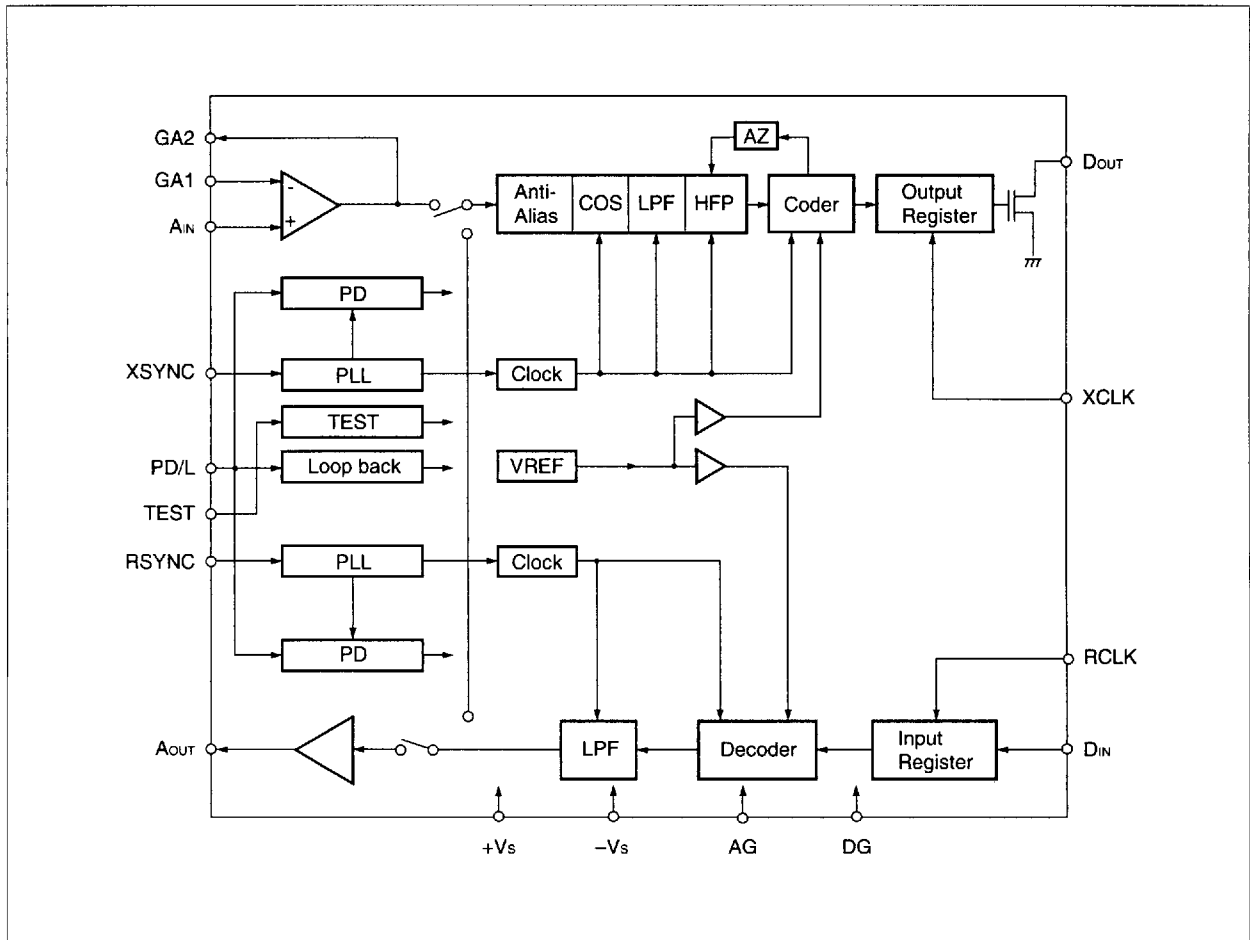 GA2
GA1
AIN
-
+
Anti-
Alias
COS
LPF
HFP
AZ
Coder
Output
Register
DOUT
PD
XSYNC
PLL
Clock
XCLK
TEST
PD/L
Loop back
VREF
TEST
RSYNC
PLL
Clock
PD
RCLK
AOUT
LPF
Decoder
Input
Register
DIN
+Vs
–Vs
AG
DG